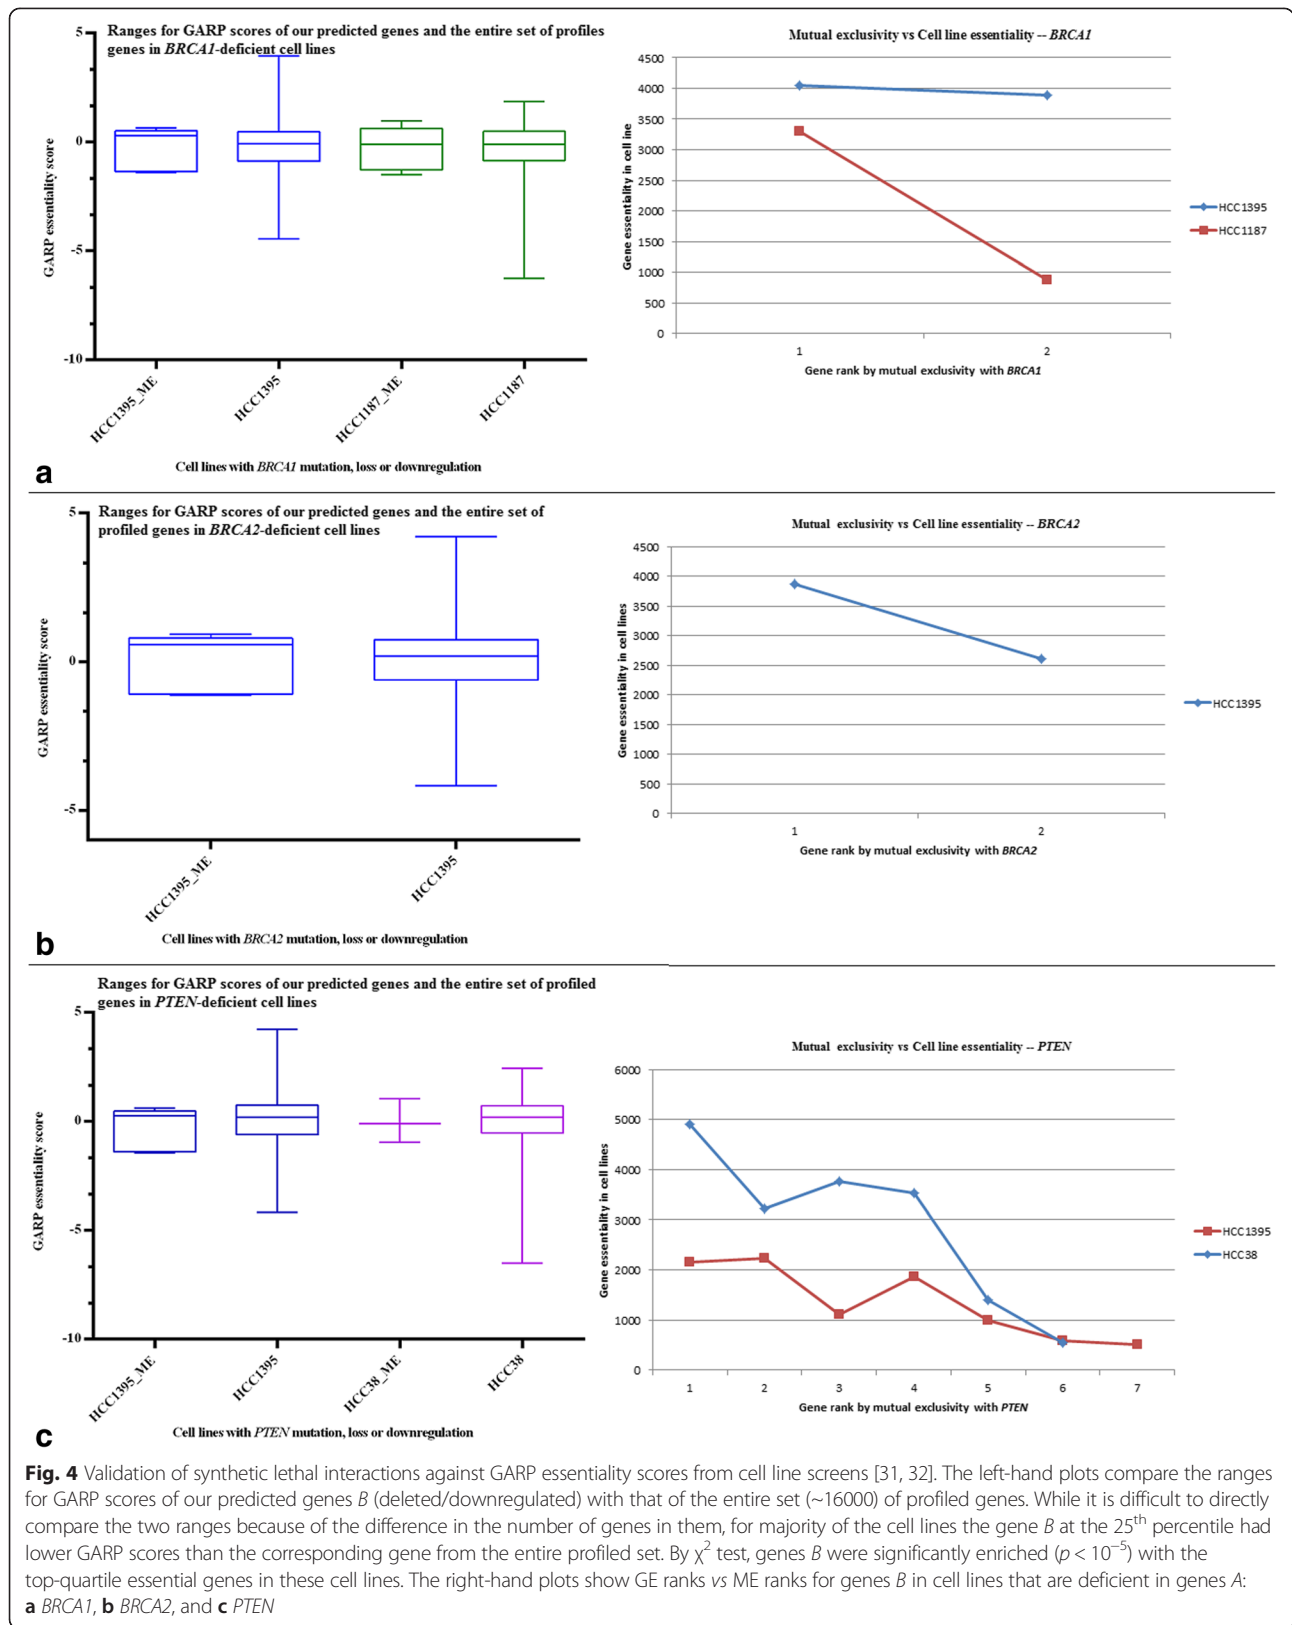 Ranges for GARP scores of our predicted genes and the entire set of profiles
genes in BRCA1-deficient cell lines
5
0
-5
-10
GARP essentiality score
HCC1395_ME
HCC1395
HCC1187_ME
HCC1187
Cell lines with BRCA1 mutation, loss or downregulation
a
Mutual exclusivity vs Cell line essentiality -- BRCA1
4500
4000
3500
3000
2500
2000
1500
1000
500
0
Gene essentiality in cell line
1
2
Gene rank by mutual exclusivity with BRCA1
HCC1395
HCC1187
Ranges for GARP scores of our predicted genes and the entire set of
profiled genes in BRCA2-deficient cell lines
5
0
-5
GARP essentiality score
HCC1395_ME
HCC1395
Cell lines with BRCA2 mutation, loss or downregulation
b
Mutual exclusivity vs Cell line essentiality -- BRCA2
4500
4000
3500
3000
2500
2000
1500
1000
500
0
Gene essentiality in cell lines
1
2
Gene rank by mutual exclusivity with BRCA2
HCC1395
Ranges for GARP scores of our predicted genes and the entire set of profiled
genes in PTEN-deficient cell lines
5
0
-5
-10
GARP essentiality score
HCC1395_ME
HCC1395
HCC38_ME
HCC38
Cell lines with PTEN mutation, loss or downregulation
c
Mutual exclusivity vs Cell line essentiality -- PTEN
6000
5000
4000
3000
2000
1000
0
Gene essentiality in cell lines
1
2
3
4
5
6
7
Gene rank by mutual exclusivity with PTEN
HCC1395
HCC38
Fig. 4 Validation of synthetic lethal interactions against GARP essentiality scores from cell line screens [31, 32]. The left-hand plots compare the ranges
for GARP scores of our predicted genes B (deleted/downregulated) with that of the entire set (~16000) of profiled genes. While it is difficult to directly
compare the two ranges because of the difference in the number of genes in them, for majority of the cell lines the gene B at the 25th percentile had
lower GARP scores than the corresponding gene from the entire profiled set. By χ² test, genes B were significantly enriched (p < 10⁻⁵) with the
top-quartile essential genes in these cell lines. The right-hand plots show GE ranks vs ME ranks for genes B in cell lines that are deficient in genes A:
a BRCA1, b BRCA2, and c PTEN